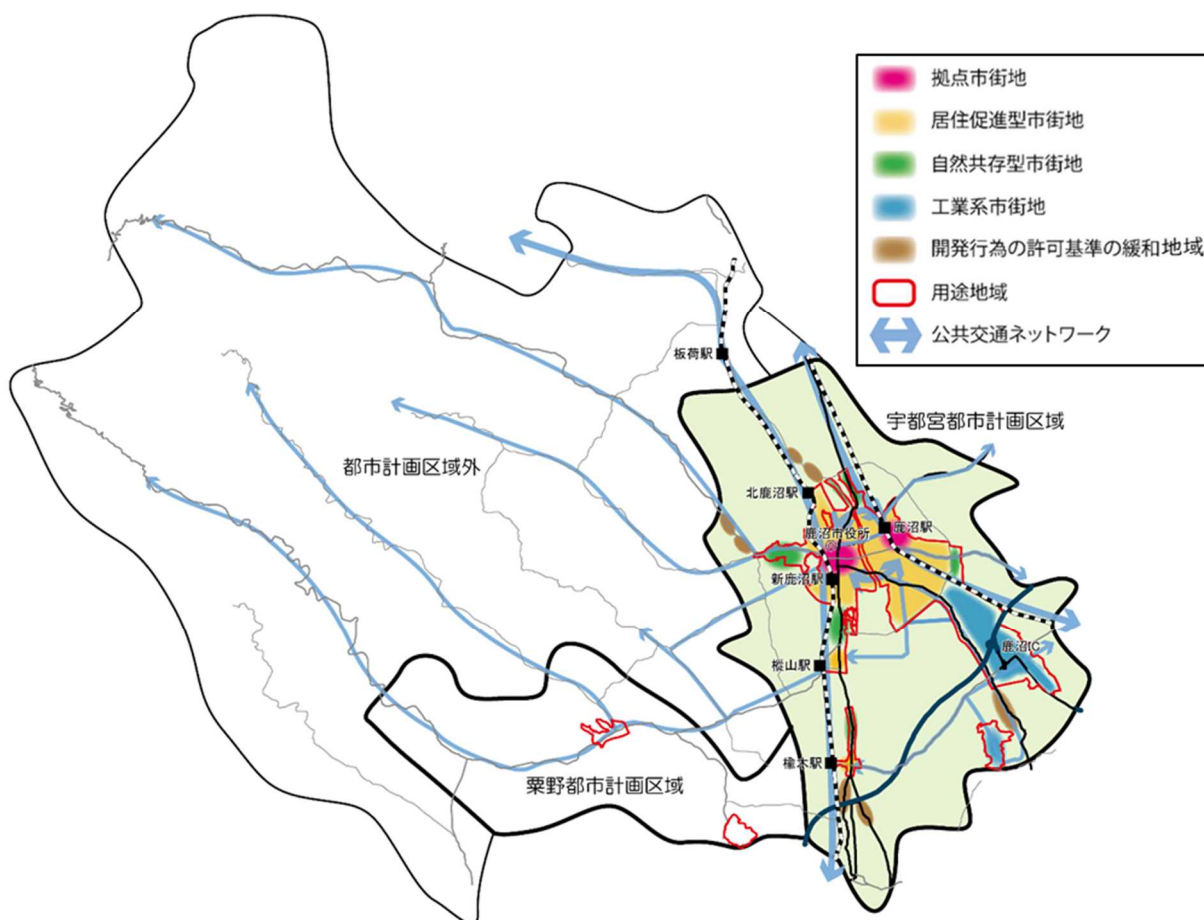 拠点市街地
居住促進型市街地
自然共存型市街地
工業系市街地
開発行為の許可基準の緩和地域
用途地域
公共交通ネットワーク
板荷駅
宇都宮都市計画区域
都市計画区域外
北鹿沼駅
鹿沼市役所
◎
鹿沼駅
新鹿沼駅
鹿沼IC
樅山駅
楡木駅
粟野都市計画区域